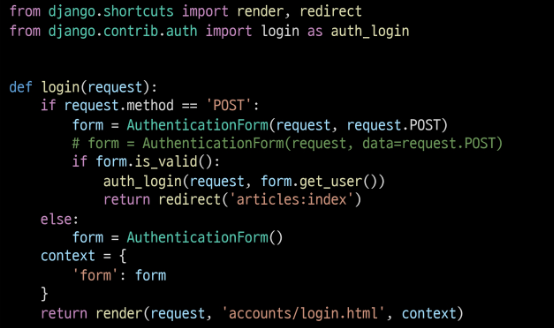 from django.shortcuts import render, redirect
from django.contrib.auth import login as auth_login
def login(request):
    if request.method == 'POST':
        form = AuthenticationForm(request, request.POST)
        # form = AuthenticationForm(request, data=request.POST)
        if form.is_valid():
            auth_login(request, form.get_user())
            return redirect('articles:index')
    else:
        form = AuthenticationForm()
    context = {
        'form': form
    }
    return render(request, 'accounts/login.html', context)